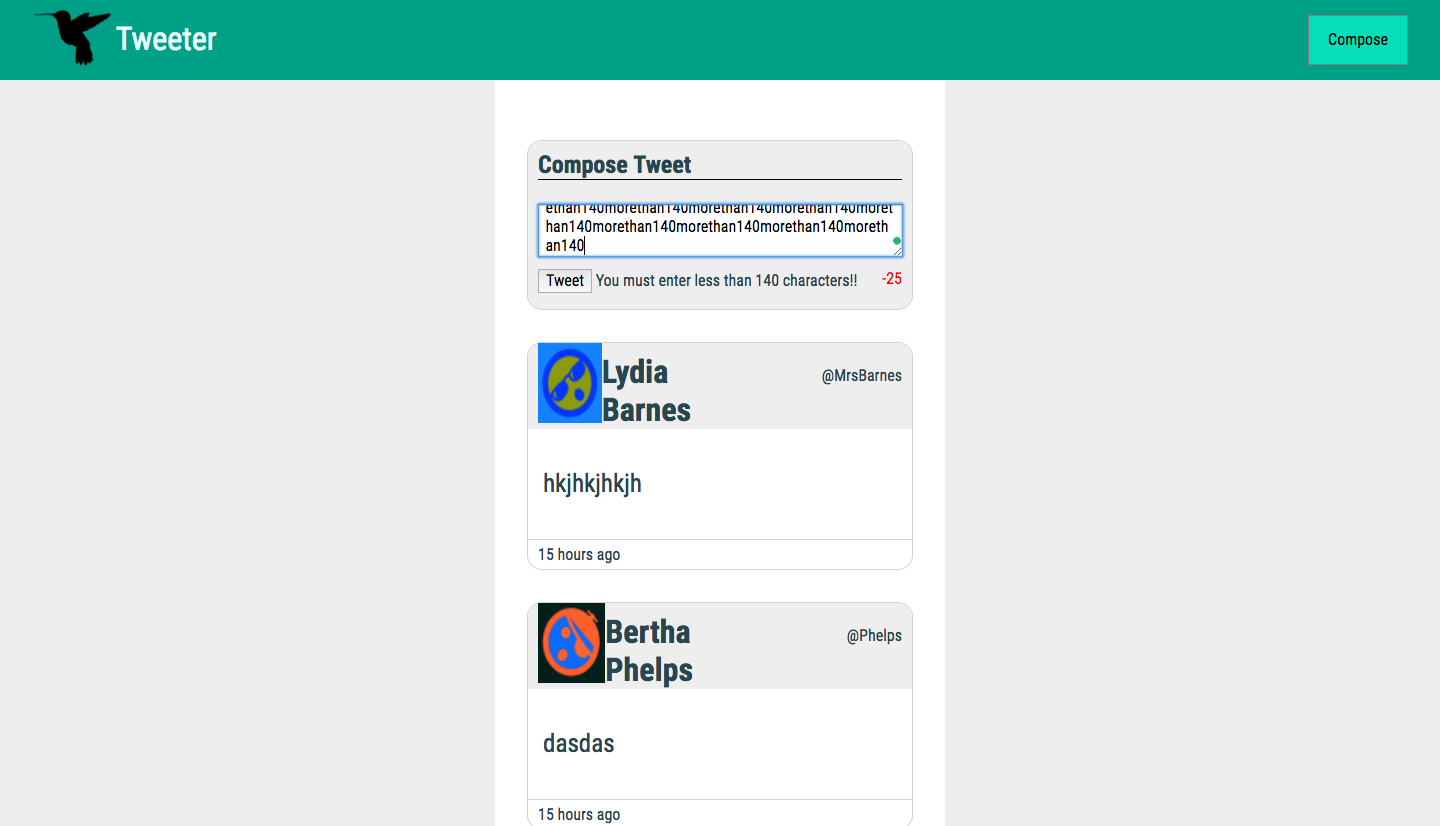 Tweeter
Compose
Compose Tweet
ethan140morethan140morethan140morethan140moret
han140morethan140morethan140morethan140moreth
an140
Tweet You must enter less than 140 characters!! -25
Lydia
Barnes
@MrsBarnes
hkjhkjhkjh
15 hours ago
Bertha
Phelps
@Phelps
dasdas
15 hours ago